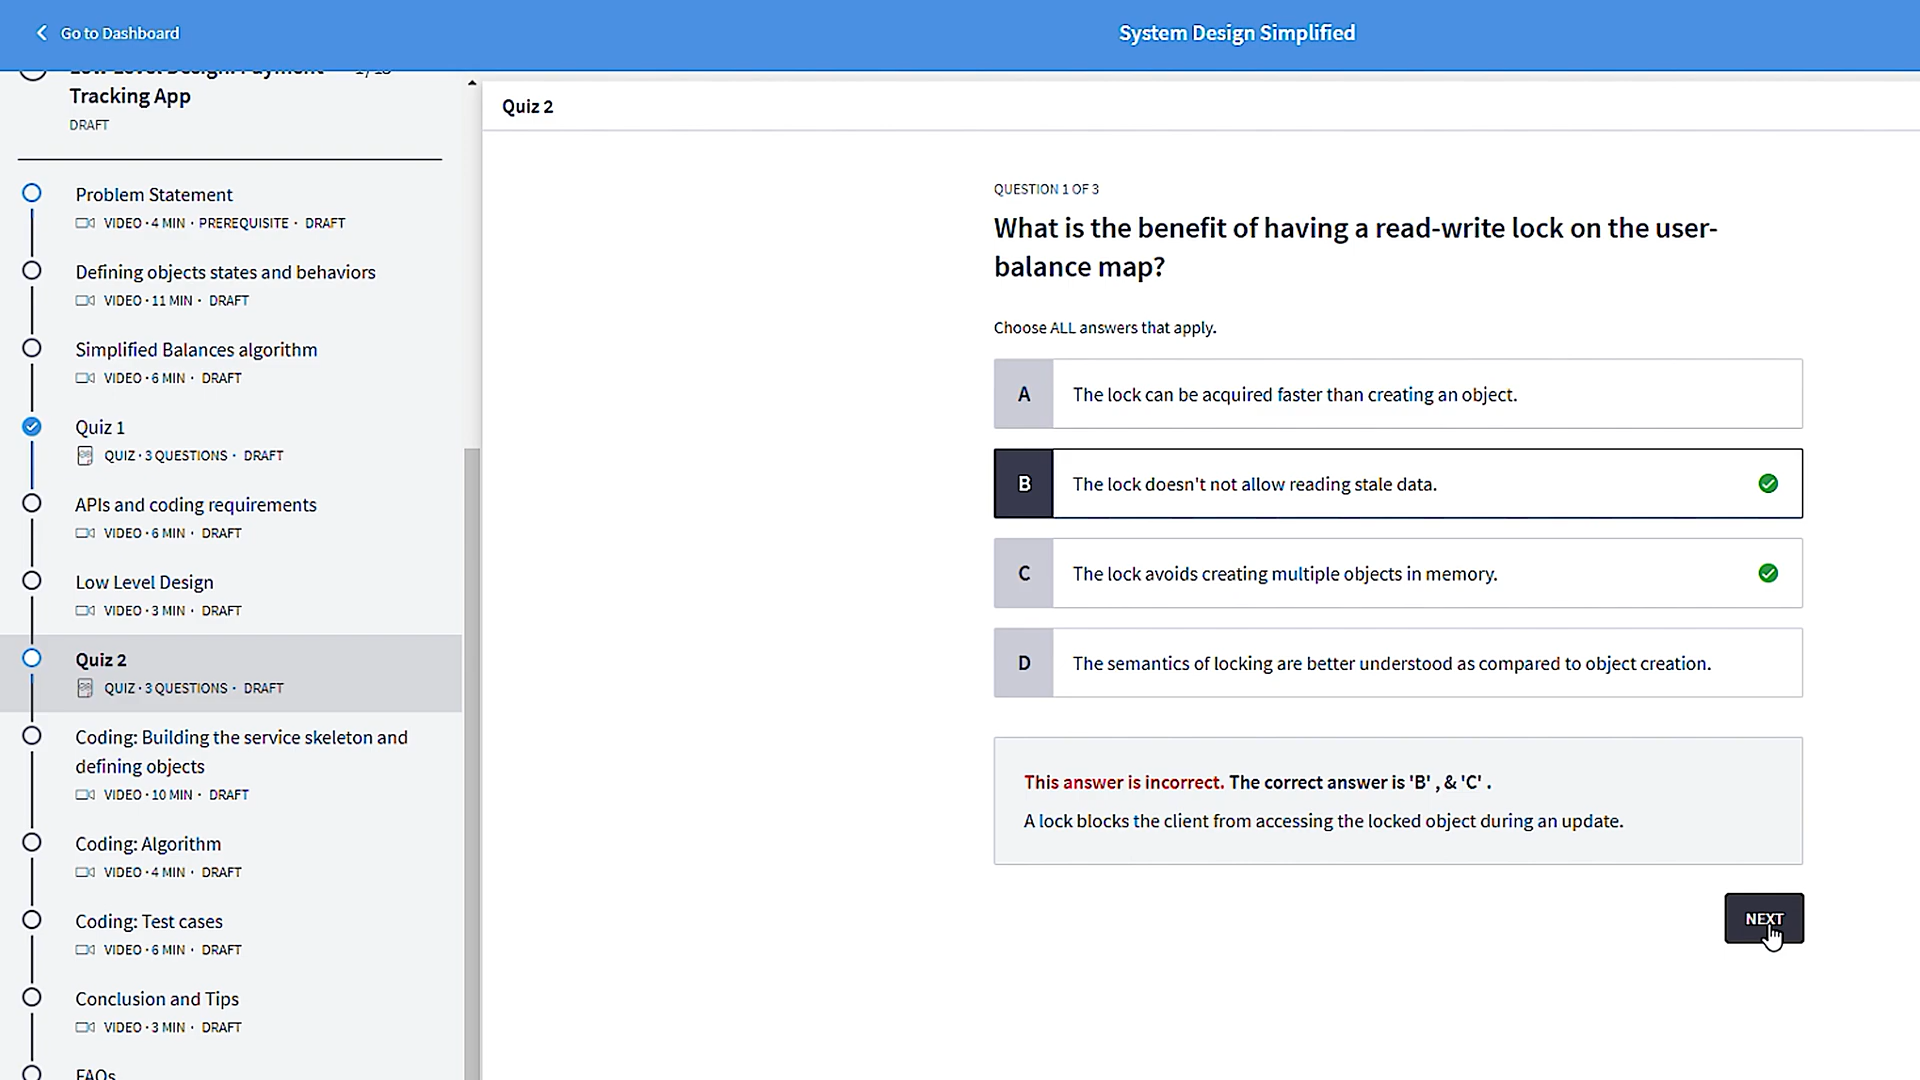 Go to Dashboard
System Design Simplified
Low Level Design: Payment 1/13
Tracking App
DRAFT
Problem Statement
VIDEO • 4 MIN • PREREQUISITE • DRAFT
Defining objects states and behaviors
VIDEO • 11 MIN • DRAFT
Simplified Balances algorithm
VIDEO • 6 MIN • DRAFT
Quiz 1
QUIZ • 3 QUESTIONS • DRAFT
APIs and coding requirements
VIDEO • 6 MIN • DRAFT
Low Level Design
VIDEO • 3 MIN • DRAFT
Quiz 2
QUIZ • 3 QUESTIONS • DRAFT
Coding: Building the service skeleton and
defining objects
VIDEO • 10 MIN • DRAFT
Coding: Algorithm
VIDEO • 4 MIN • DRAFT
Coding: Test cases
VIDEO • 6 MIN • DRAFT
Conclusion and Tips
VIDEO • 3 MIN • DRAFT
FAQs
Quiz 2
QUESTION 1 OF 3
What is the benefit of having a read-write lock on the user-
balance map?
Choose ALL answers that apply.
A The lock can be acquired faster than creating an object.
B The lock doesn't not allow reading stale data.
C The lock avoids creating multiple objects in memory.
D The semantics of locking are better understood as compared to object creation.
This answer is incorrect. The correct answer is 'B' , & 'C' .
A lock blocks the client from accessing the locked object during an update.
NEXT